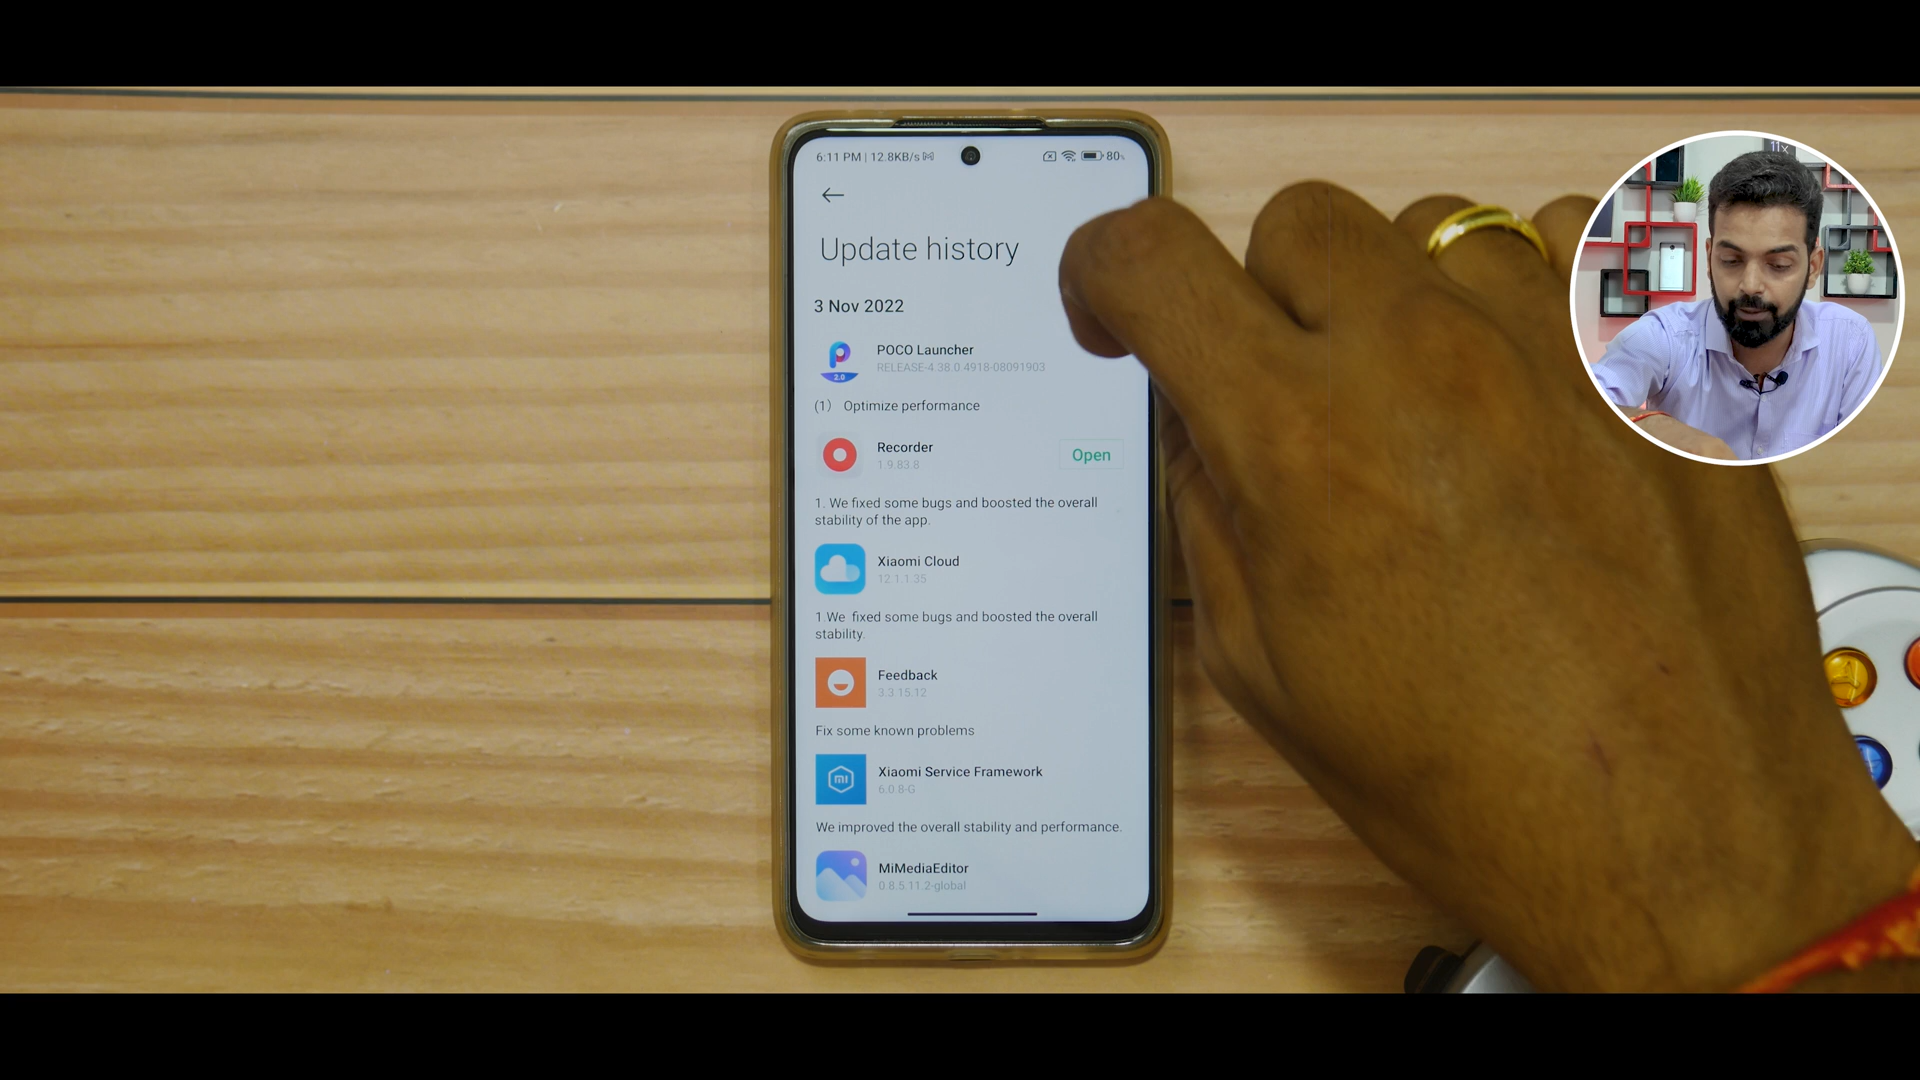 6:11 PM | 12.8KB/s
80%
Update history
3 Nov 2022
POCO Launcher
RELEASE-4.38.0.4918-08091903
2.0
(1) Optimize performance
Recorder
1.9.83.8
Open
1. We fixed some bugs and boosted the overall
stability of the app.
Xiaomi Cloud
12.1.1.35
1.We fixed some bugs and boosted the overall
stability.
Feedback
3.3.15.12
Fix some known problems
Xiaomi Service Framework
6.0.8-G
mi
We improved the overall stability and performance.
MiMediaEditor
0.8.5.11.2-global
11x